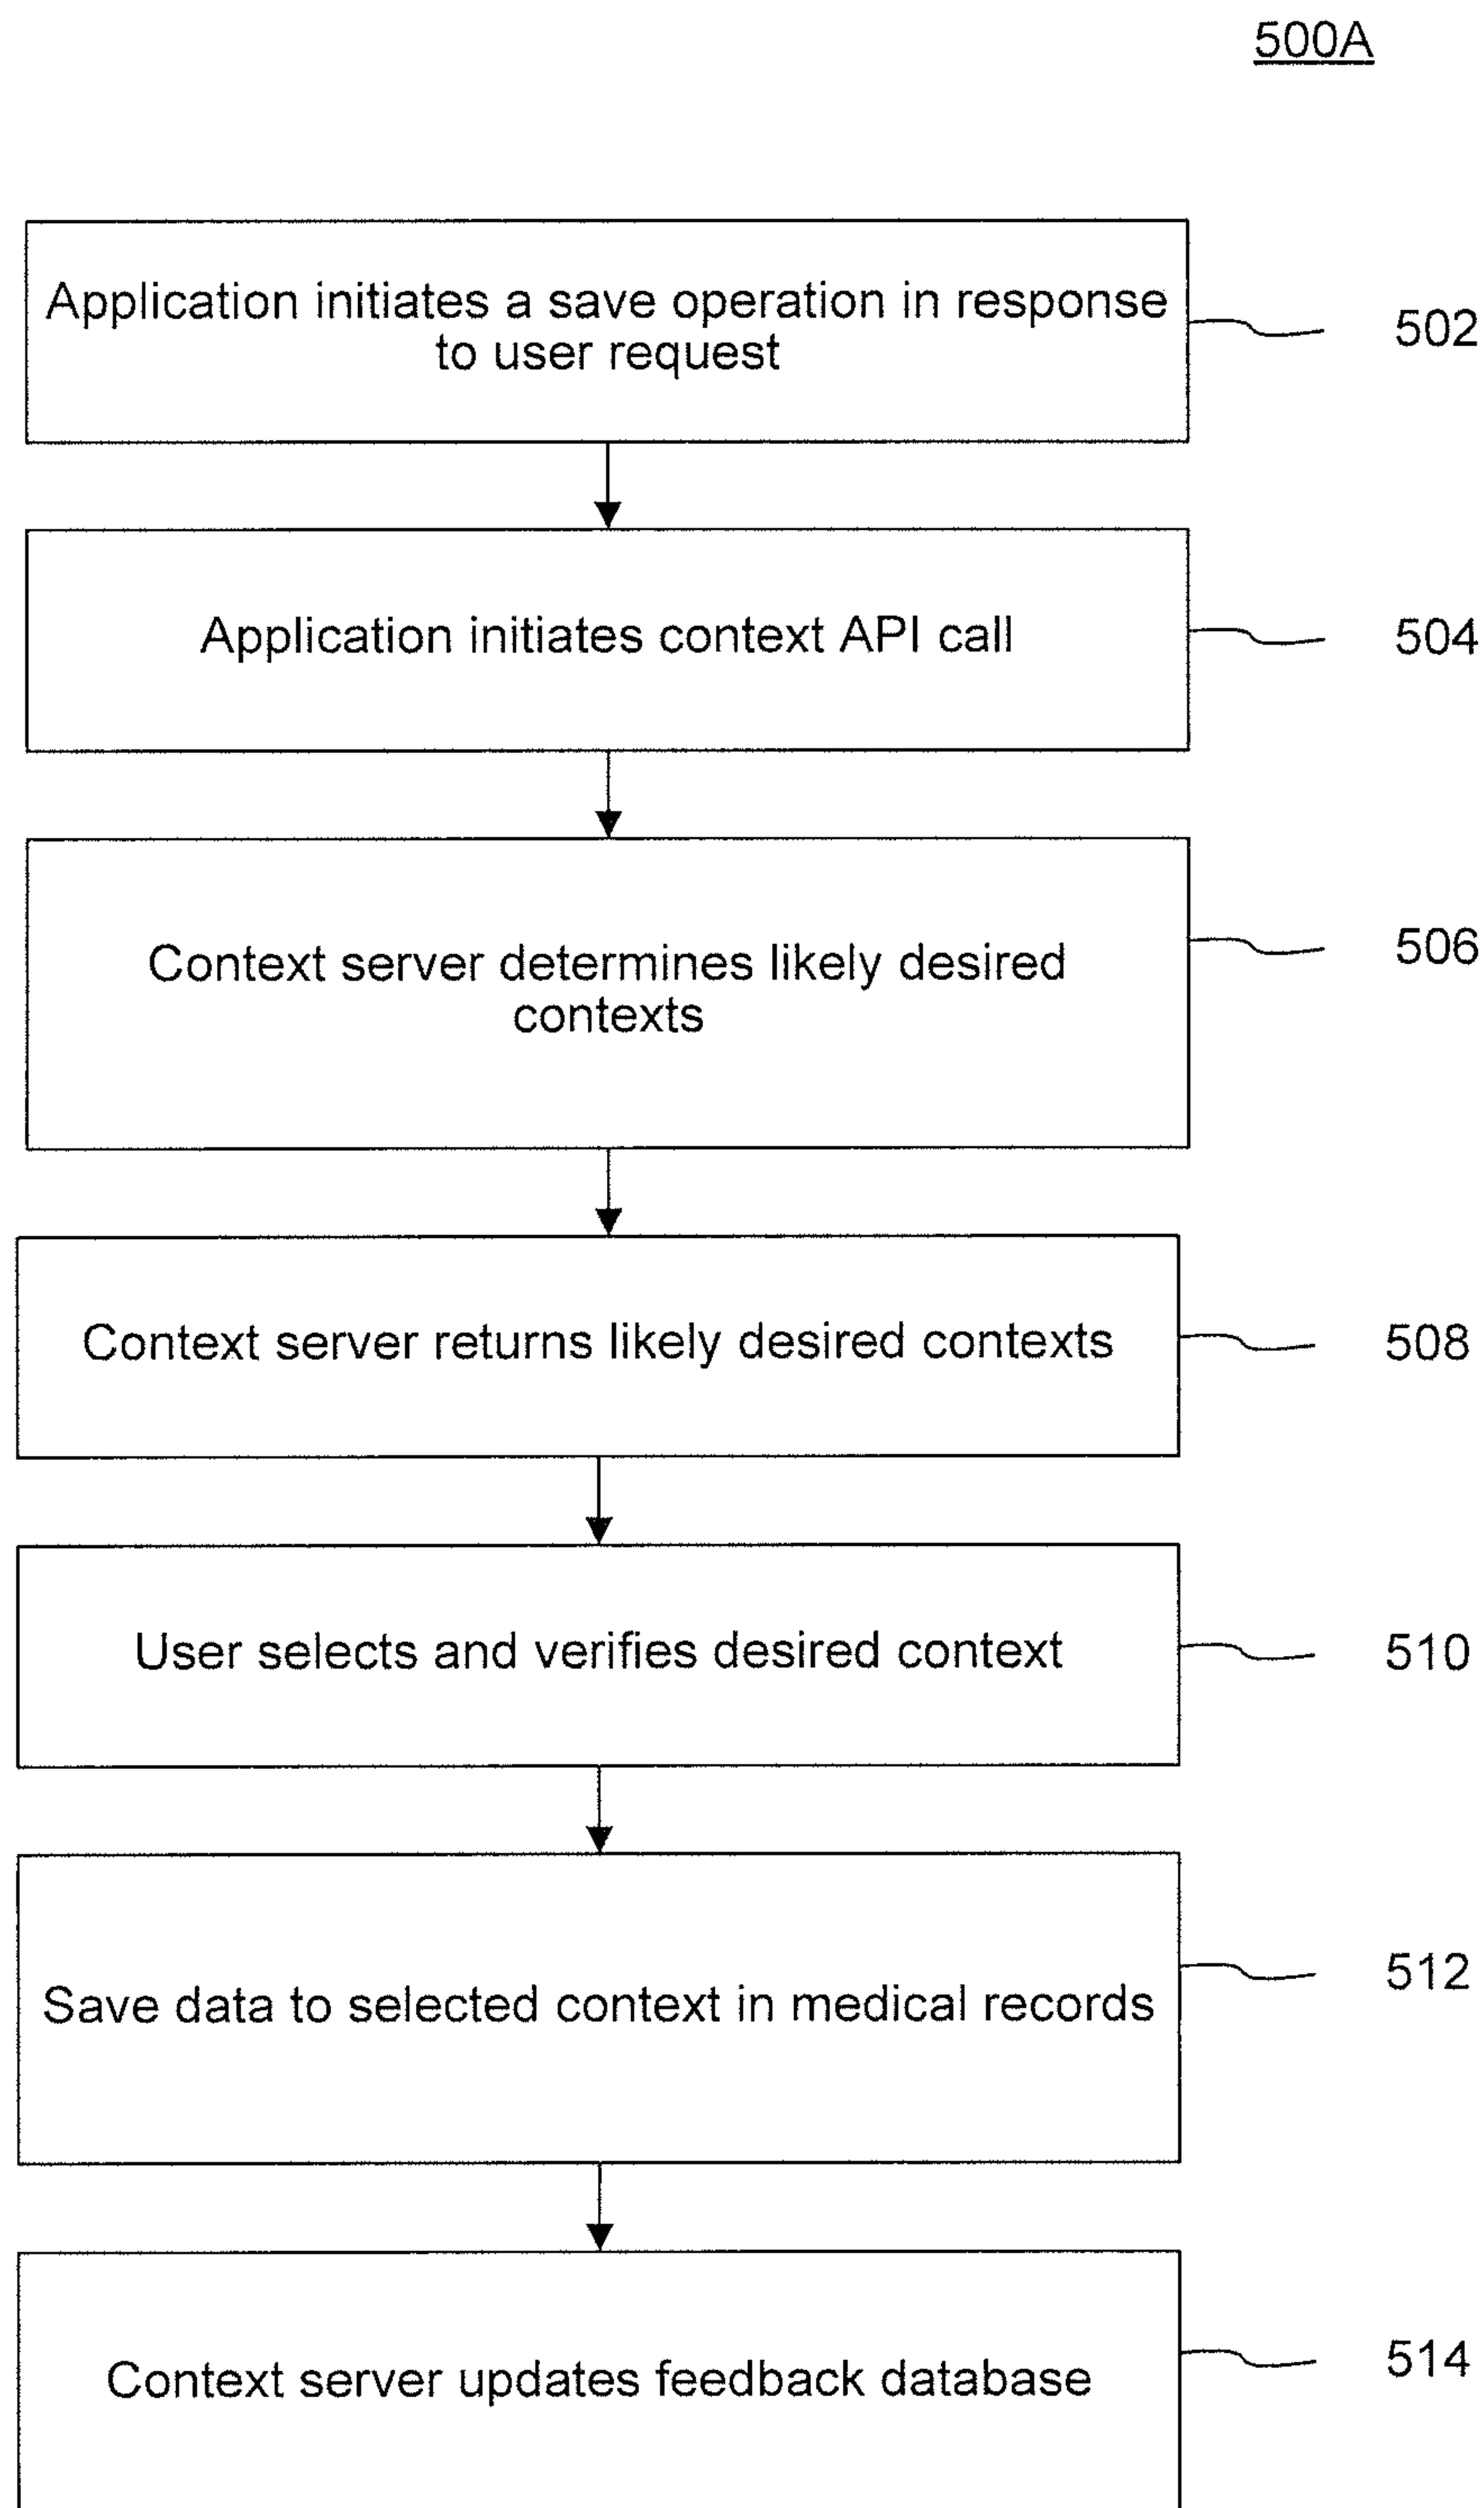 500A
Application initiates a save operation in response
to user request
502
Application initiates context API call
504
Context server determines likely desired
contexts
506
Context server returns likely desired contexts
508
User selects and verifies desired context
510
Save data to selected context in medical records
512
Context server updates feedback database
514